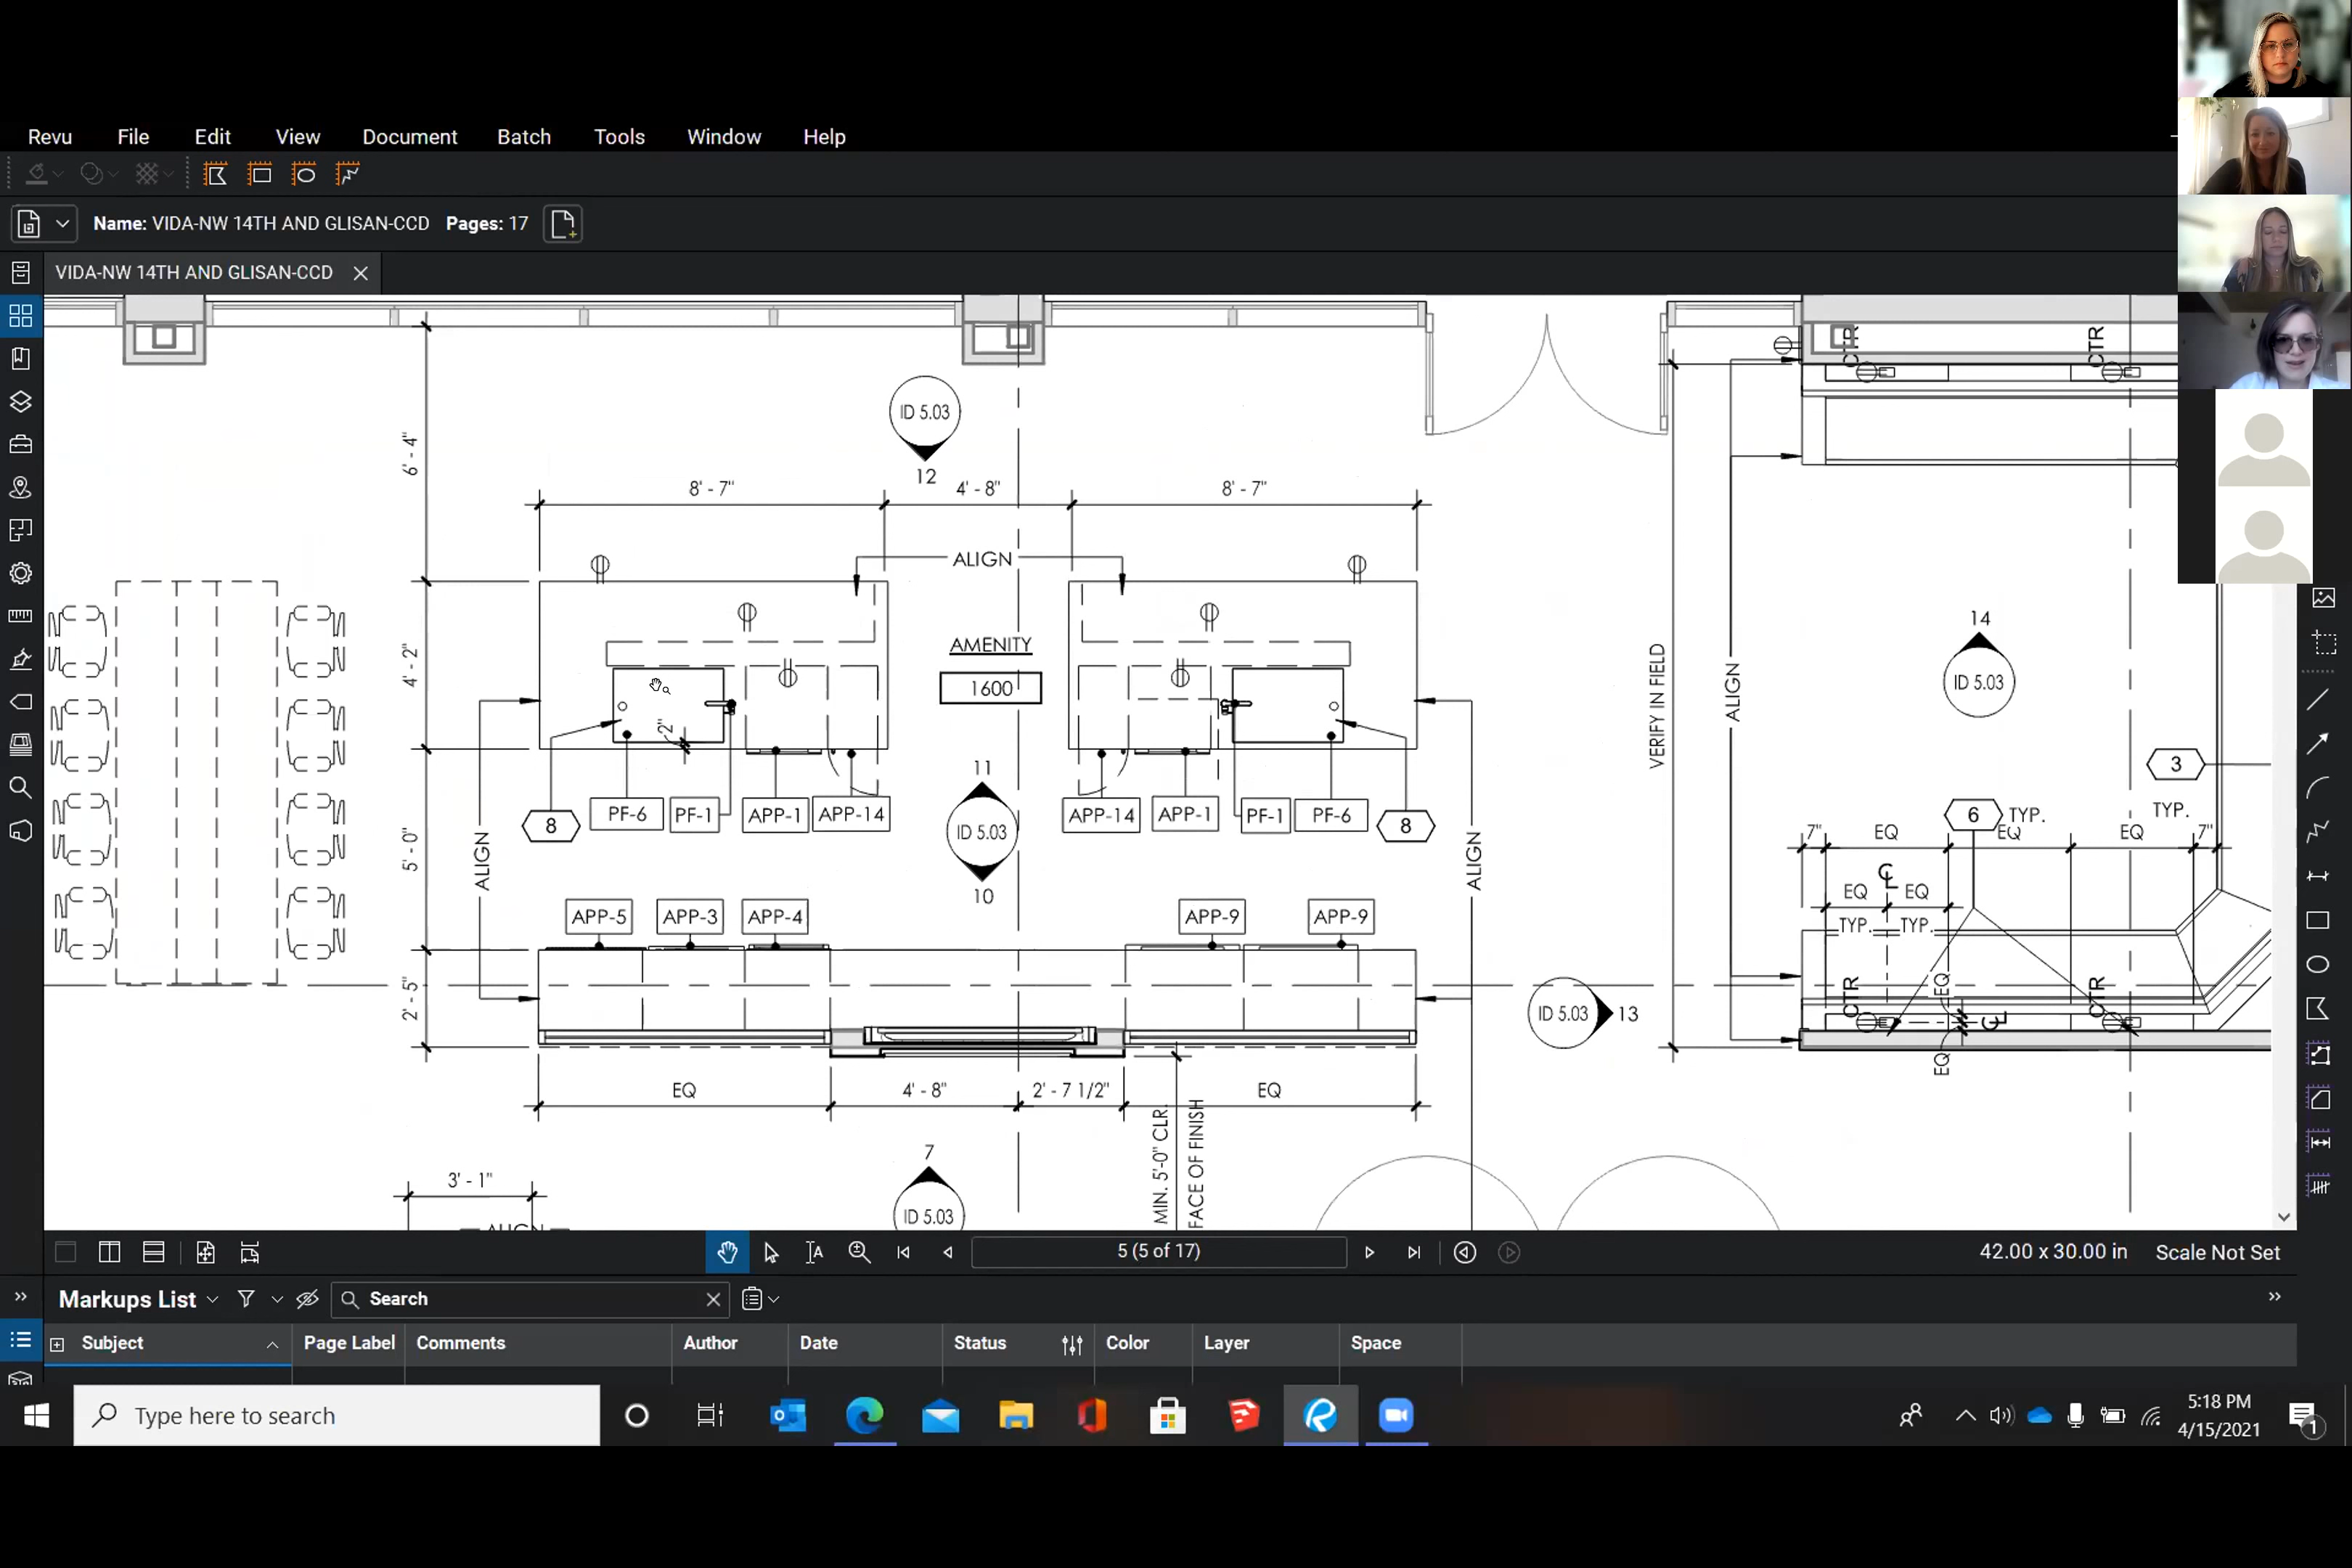 Revu File Edit View Document Batch Tools Window Help
Name: VIDA-NW 14TH AND GLISAN-CCD Pages: 17
VIDA-NW 14TH AND GLISAN-CCD
CTR CTR
ID 5.03
12
6' - 4"
8' - 7" 4' - 8" 8' - 7"
ALIGN
14
ID 5.03
AMENITY
1600
4' - 2"
VERIFY IN FIELD
ALIGN
2"
3
TYP.
11
ID 5.03
10
8 PF-6 PF-1 APP-1 APP-14
APP-14 APP-1 PF-1 PF-6 8
6 TYP.
7" EQ EQ EQ 7"
5' - 0"
ALIGN
ALIGN
CL
EQ EQ
TYP. TYP.
APP-5 APP-3 APP-4 APP-9 APP-9
2' - 5"
CTR EQ CTR
CL
EQ
ID 5.03 13
EQ 4' - 8" 2' - 7 1/2" EQ
MIN. 5'-0" CLR.
FACE OF FINISH
7
ID 5.03
3' - 1"
ALIGN
5 (5 of 17)
42.00 x 30.00 in Scale Not Set
Markups List Search
Subject Page Label Comments Author Date Status Color Layer Space
Type here to search
5:18 PM
4/15/2021
1